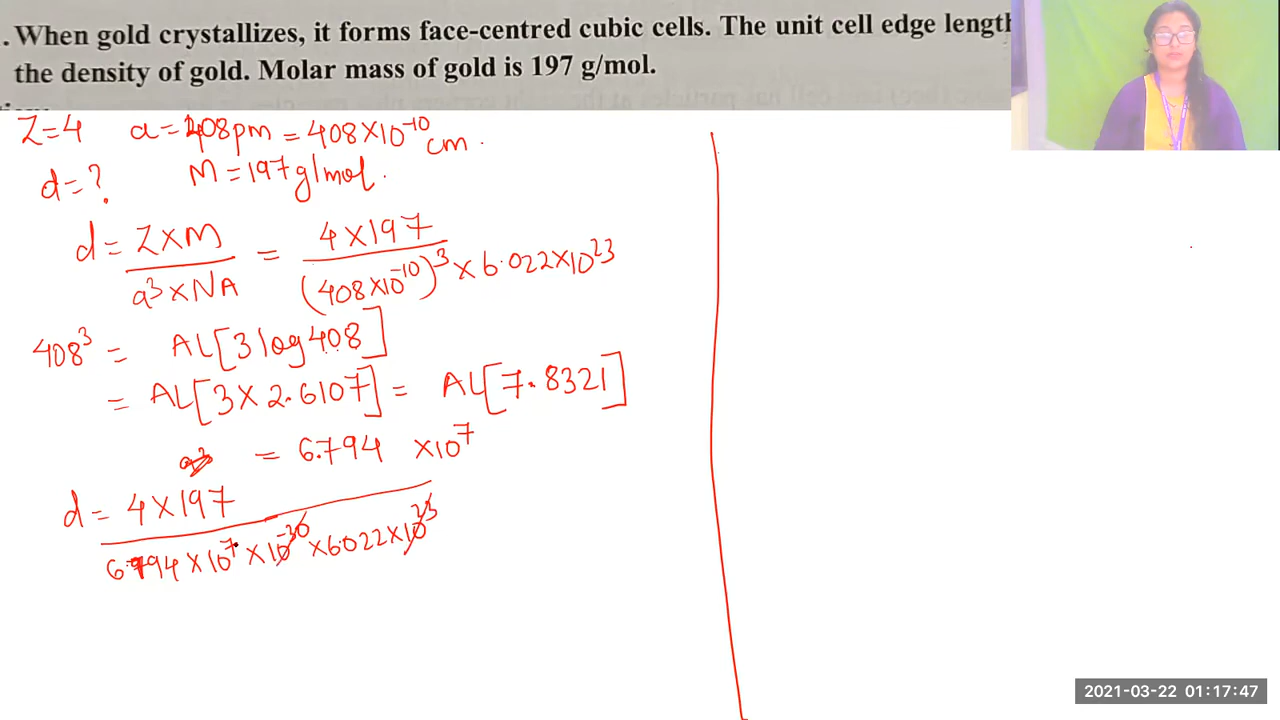 . When gold crystallizes, it forms face-centred cubic cells. The unit cell edge length
the density of gold. Molar mass of gold is 197 g/mol.
Z=4 a=408pm = 408×10⁻¹⁰ cm.
d=? M=197g/mol.
d = Z×M / a³×NA = 4×197 / (408×10⁻¹⁰)³ × 6.022×10²³
408³ = AL[3 log 408]
= AL[3×2.6107] = AL[7.8321]
= 6.794 ×10⁷
d = 4×197 / 6.794×10⁷×10⁻³⁰×6.022×10²³
2021-03-22 01:17:47